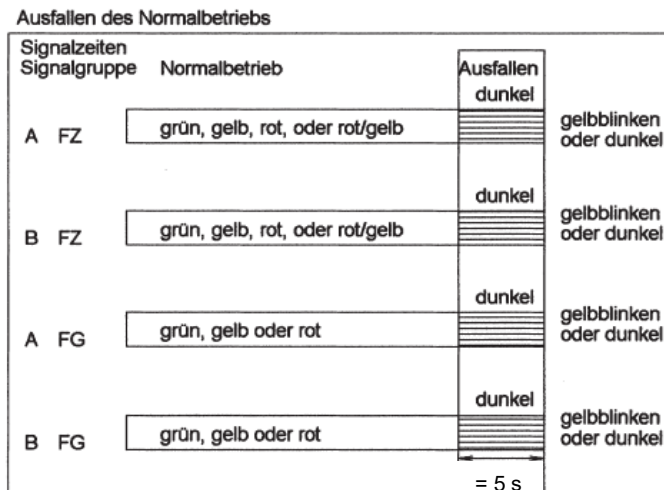 Ausfallen des Normalbetriebs
Signalzeiten
Signalgruppe Normalbetrieb Ausfallen
dunkel
A FZ grün, gelb, rot, oder rot/gelb gelbblinken
oder dunkel
dunkel
B FZ grün, gelb, rot, oder rot/gelb gelbblinken
oder dunkel
dunkel
A FG grün, gelb oder rot gelbblinken
oder dunkel
dunkel
B FG grün, gelb oder rot gelbblinken
oder dunkel
= 5 s